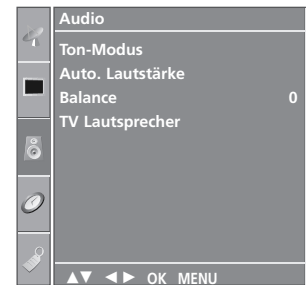 Audio
Ton-Modus
Auto. Lautstärke
Balance 0
TV Lautsprecher
▲▼ ◄► OK MENU